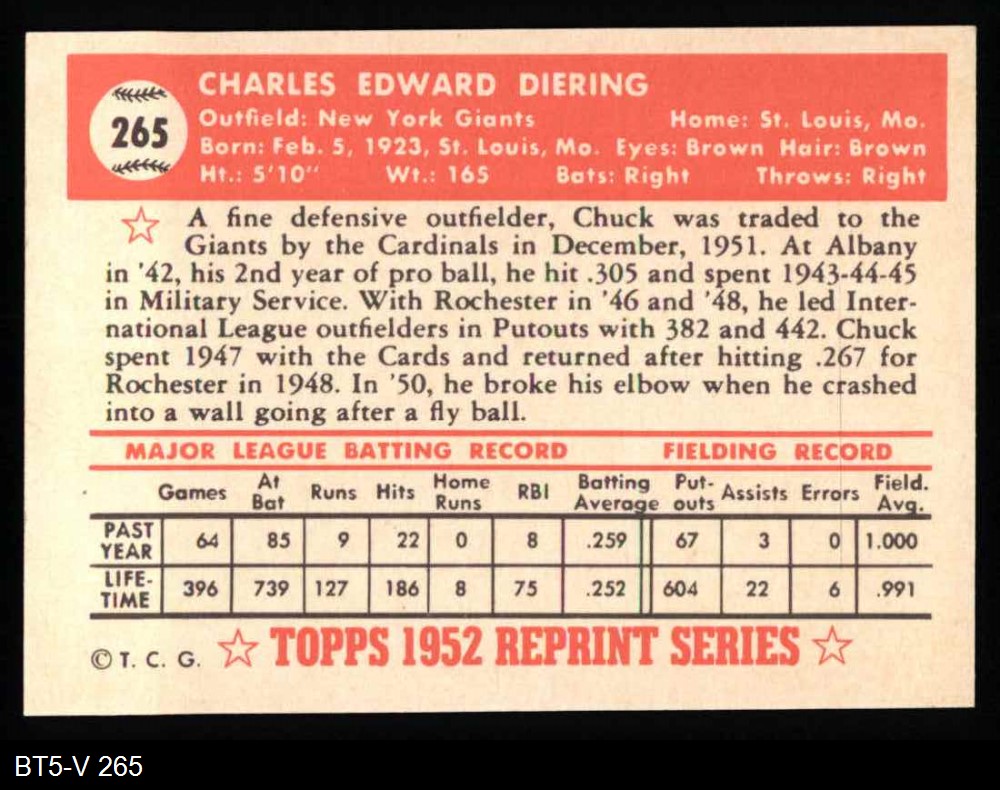 265
CHARLES EDWARD DIERING
Outfield: New York Giants Home: St. Louis, Mo.
Born: Feb. 5, 1923, St. Louis, Mo. Eyes: Brown Hair: Brown
Ht.: 5'10" Wt.: 165 Bats: Right Throws: Right
A fine defensive outfielder, Chuck was traded to the
Giants by the Cardinals in December, 1951. At Albany
in '42, his 2nd year of pro ball, he hit .305 and spent 1943-44-45
in Military Service. With Rochester in '46 and '48, he led Inter-
national League outfielders in Putouts with 382 and 442. Chuck
spent 1947 with the Cards and returned after hitting .267 for
Rochester in 1948. In '50, he broke his elbow when he crashed
into a wall going after a fly ball.
MAJOR LEAGUE BATTING RECORD FIELDING RECORD
Games At Bat Runs Hits Home Runs RBI Batting Average Put-outs Assists Errors Field. Avg.
PAST YEAR 64 85 9 22 0 8 .259 67 3 0 1.000
LIFE-TIME 396 739 127 186 8 75 .252 604 22 6 .991
© T. C. G. ☆ TOPPS 1952 REPRINT SERIES ☆
BT5-V 265